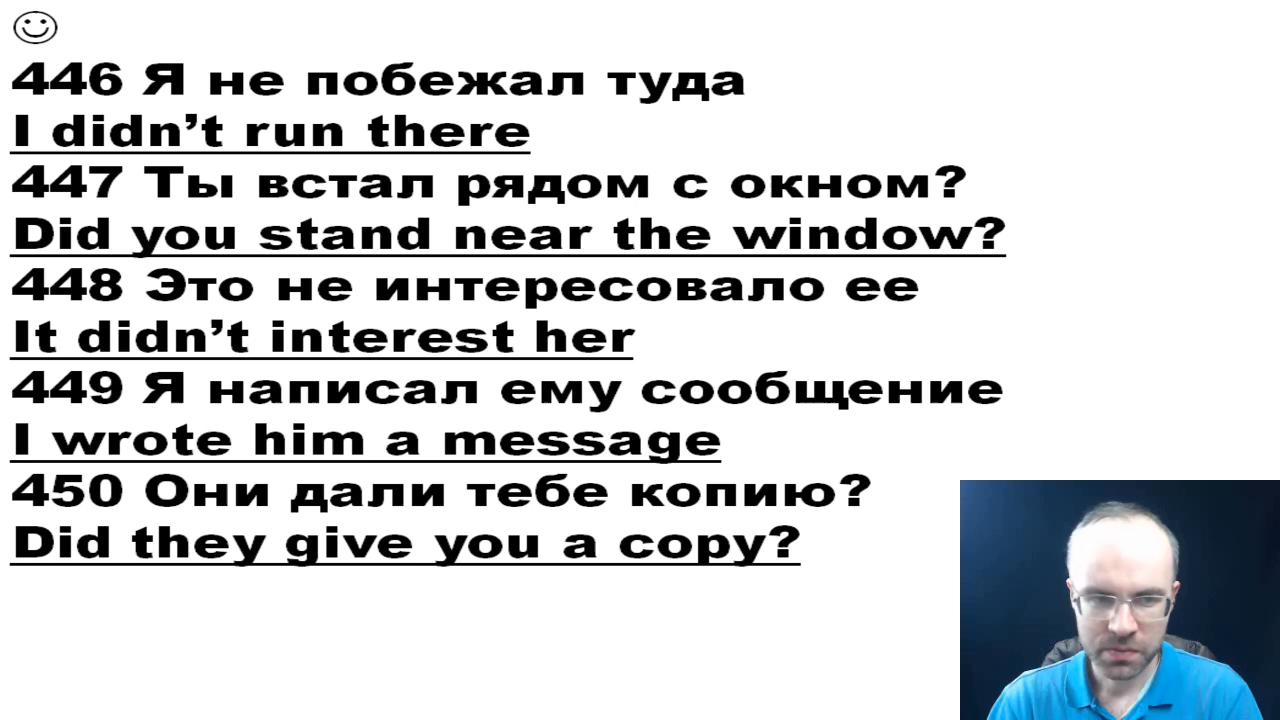 446 Я не побежал туда
I didn’t run there
447 Ты встал рядом с окном?
Did you stand near the window?
448 Это не интересовало ее
It didn’t interest her
449 Я написал ему сообщение
I wrote him a message
450 Они дали тебе копию?
Did they give you a copy?